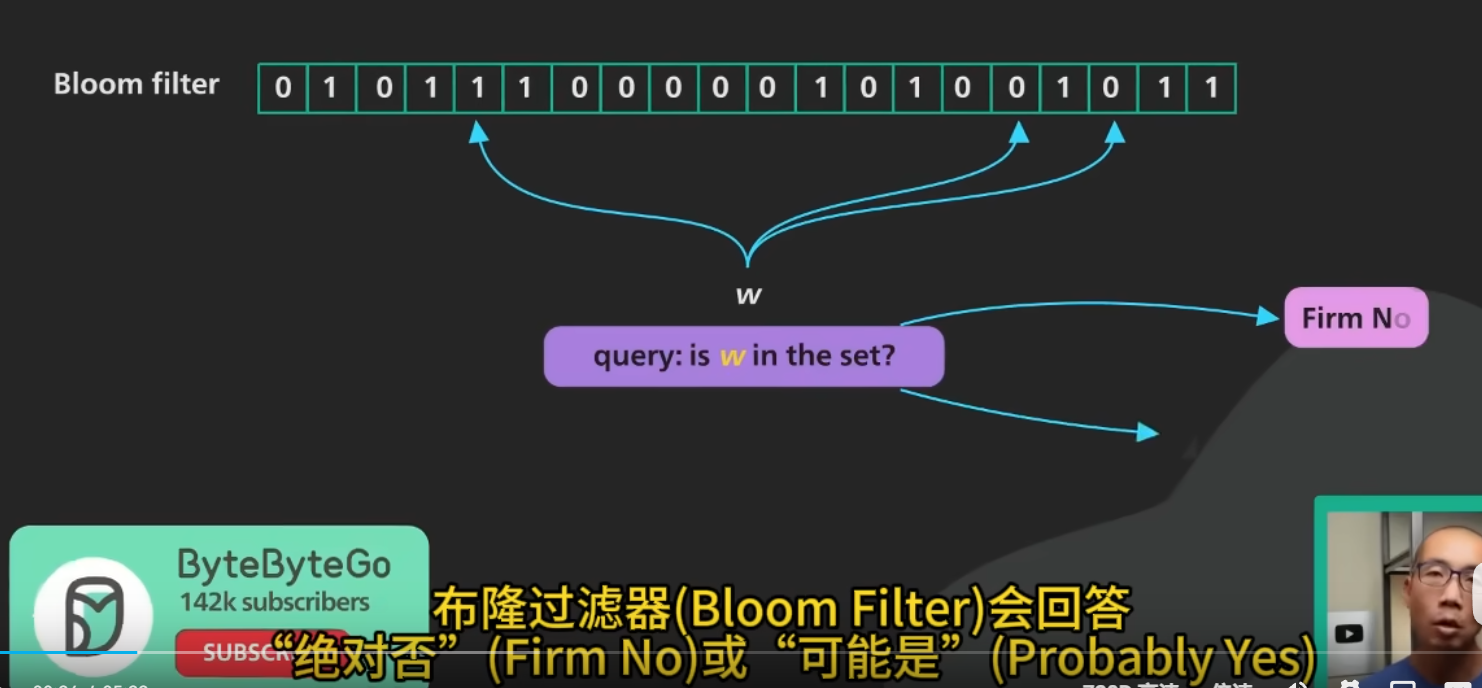 Bloom filter 0 1 0 1 1 1 0 0 0 0 0 1 0 1 0 0 1 0 1 1
w
Firm No
query: is w in the set?
ByteByteGo
142k subscribers
布隆过滤器(Bloom Filter)会回答
“绝对否” (Firm No)或 “可能是” (Probably Yes)